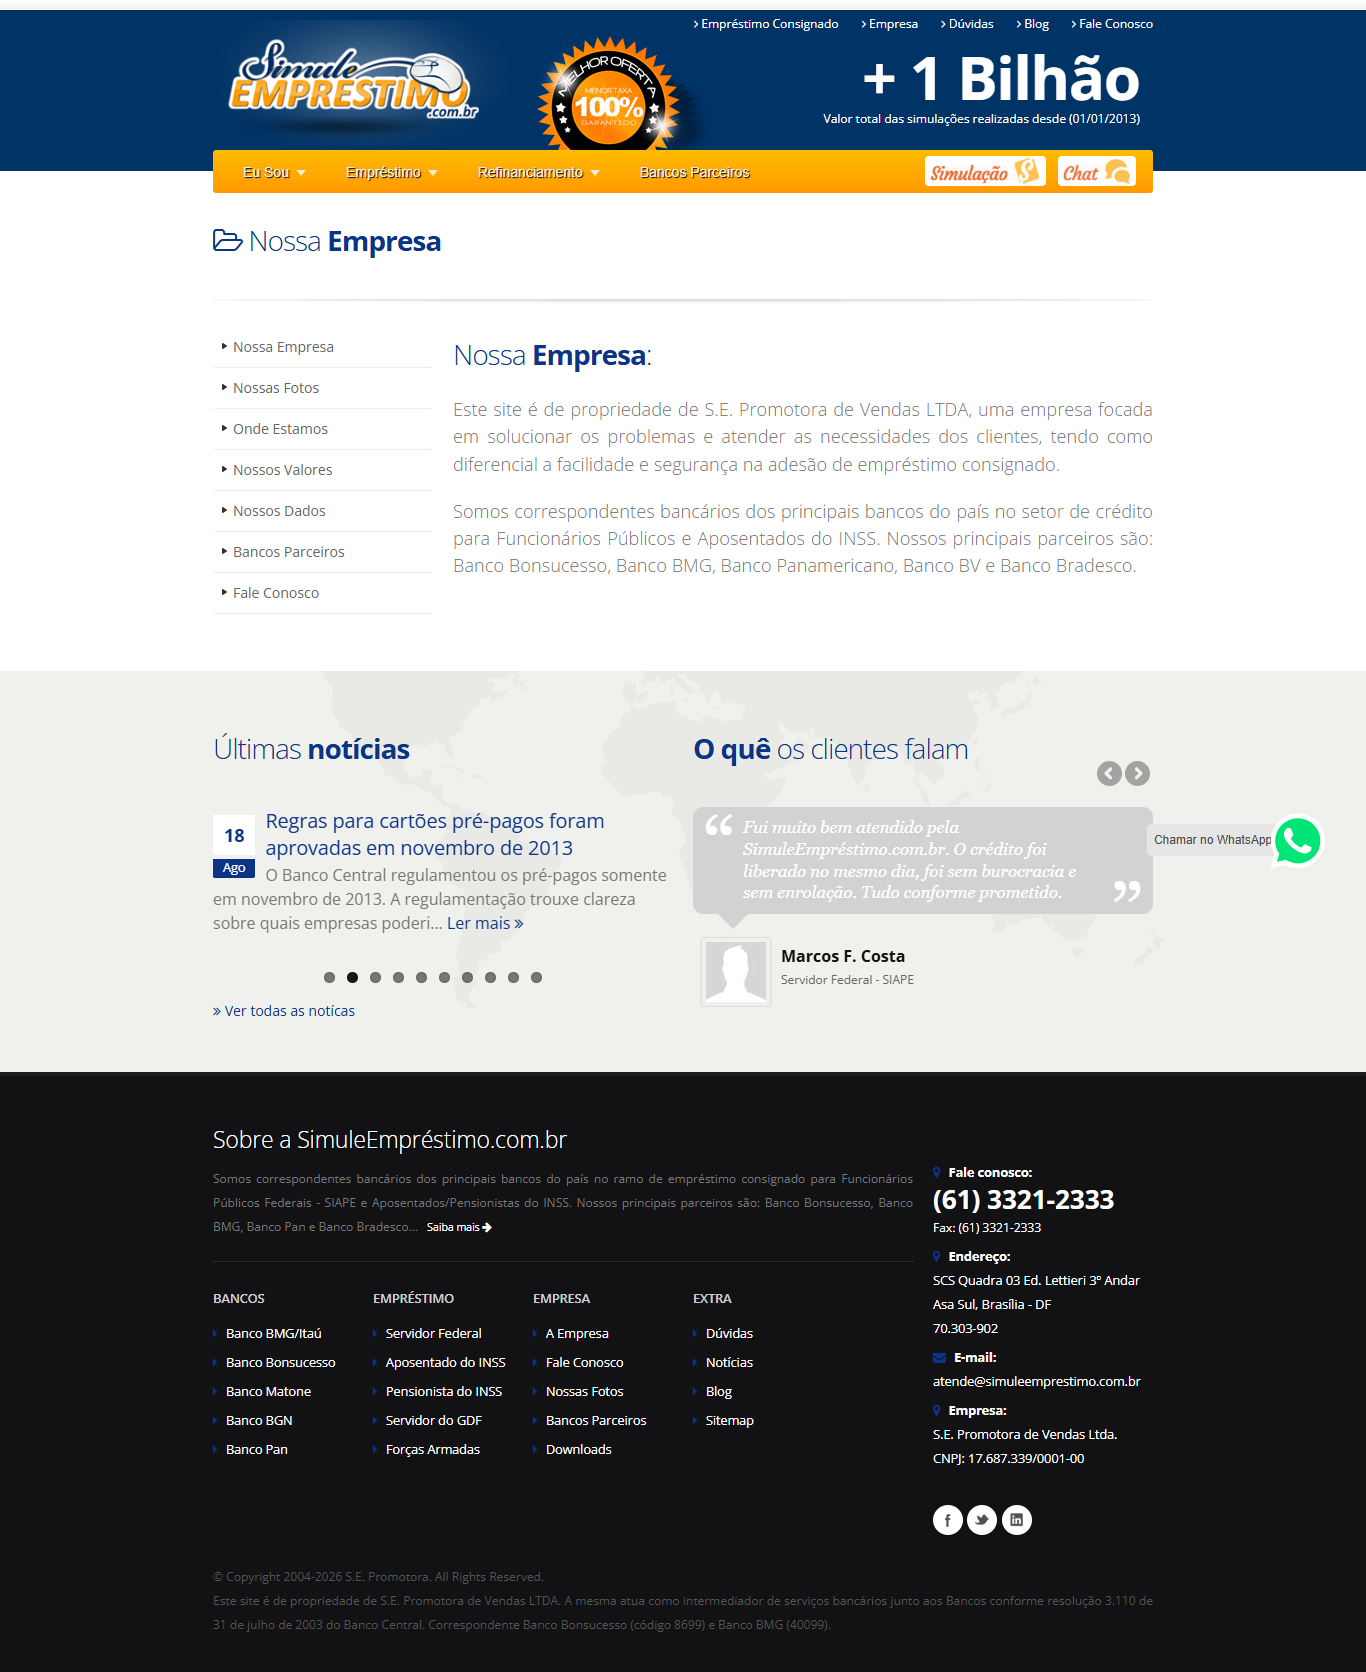 Empréstimo Consignado
Empresa
Dúvidas
Blog
Fale Conosco
Simule
EMPRESTIMO
.com.br
MELHOR OFERTA
MENOR TAXA
100%
GARANTIDO
+ 1 Bilhão
Valor total das simulações realizadas desde (01/01/2013)
Eu Sou
Empréstimo
Refinanciamento
Bancos Parceiros
Simulação
Chat
Nossa Empresa
Nossa Empresa
Nossas Fotos
Onde Estamos
Nossos Valores
Nossos Dados
Bancos Parceiros
Fale Conosco
Nossa Empresa:
Este site é de propriedade de S.E. Promotora de Vendas LTDA, uma empresa focada
em solucionar os problemas e atender as necessidades dos clientes, tendo como
diferencial a facilidade e segurança na adesão de empréstimo consignado.
Somos correspondentes bancários dos principais bancos do país no setor de crédito
para Funcionários Públicos e Aposentados do INSS. Nossos principais parceiros são:
Banco Bonsucesso, Banco BMG, Banco Panamericano, Banco BV e Banco Bradesco.
Últimas notícias
18
Ago
Regras para cartões pré-pagos foram
aprovadas em novembro de 2013
O Banco Central regulamentou os pré-pagos somente
em novembro de 2013. A regulamentação trouxe clareza
sobre quais empresas poderi... Ler mais »
» Ver todas as notícas
O quê os clientes falam
“ Fui muito bem atendido pela
SimuleEmpréstimo.com.br. O crédito foi
liberado no mesmo dia, foi sem burocracia e
sem enrolação. Tudo conforme prometido. ”
Marcos F. Costa
Servidor Federal - SIAPE
Chamar no WhatsApp
Sobre a SimuleEmpréstimo.com.br
Somos correspondentes bancários dos principais bancos do país no ramo de empréstimo consignado para Funcionários
Públicos Federais - SIAPE e Aposentados/Pensionistas do INSS. Nossos principais parceiros são: Banco Bonsucesso, Banco
BMG, Banco Pan e Banco Bradesco... Saiba mais
BANCOS
Banco BMG/Itaú
Banco Bonsucesso
Banco Matone
Banco BGN
Banco Pan
EMPRÉSTIMO
Servidor Federal
Aposentado do INSS
Pensionista do INSS
Servidor do GDF
Forças Armadas
EMPRESA
A Empresa
Fale Conosco
Nossas Fotos
Bancos Parceiros
Downloads
EXTRA
Dúvidas
Notícias
Blog
Sitemap
Fale conosco:
(61) 3321-2333
Fax: (61) 3321-2333
Endereço:
SCS Quadra 03 Ed. Lettieri 3º Andar
Asa Sul, Brasília - DF
70.303-902
E-mail:
atende@simuleemprestimo.com.br
Empresa:
S.E. Promotora de Vendas Ltda.
CNPJ: 17.687.339/0001-00
© Copyright 2004-2026 S.E. Promotora. All Rights Reserved.
Este site é de propriedade de S.E. Promotora de Vendas LTDA. A mesma atua como intermediador de serviços bancários junto aos Bancos conforme resolução 3.110 de
31 de julho de 2003 do Banco Central. Correspondente Banco Bonsucesso (código 8699) e Banco BMG (40099).